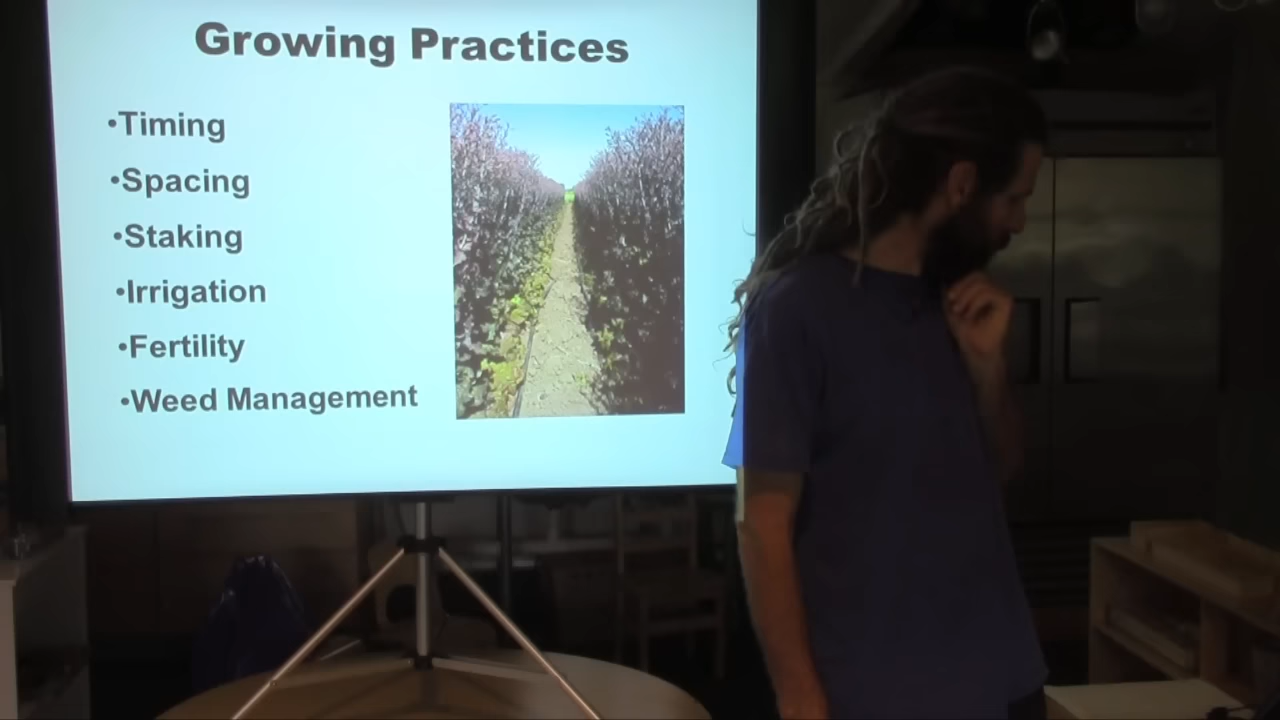 Growing Practices
•Timing
•Spacing
•Staking
•Irrigation
•Fertility
•Weed Management